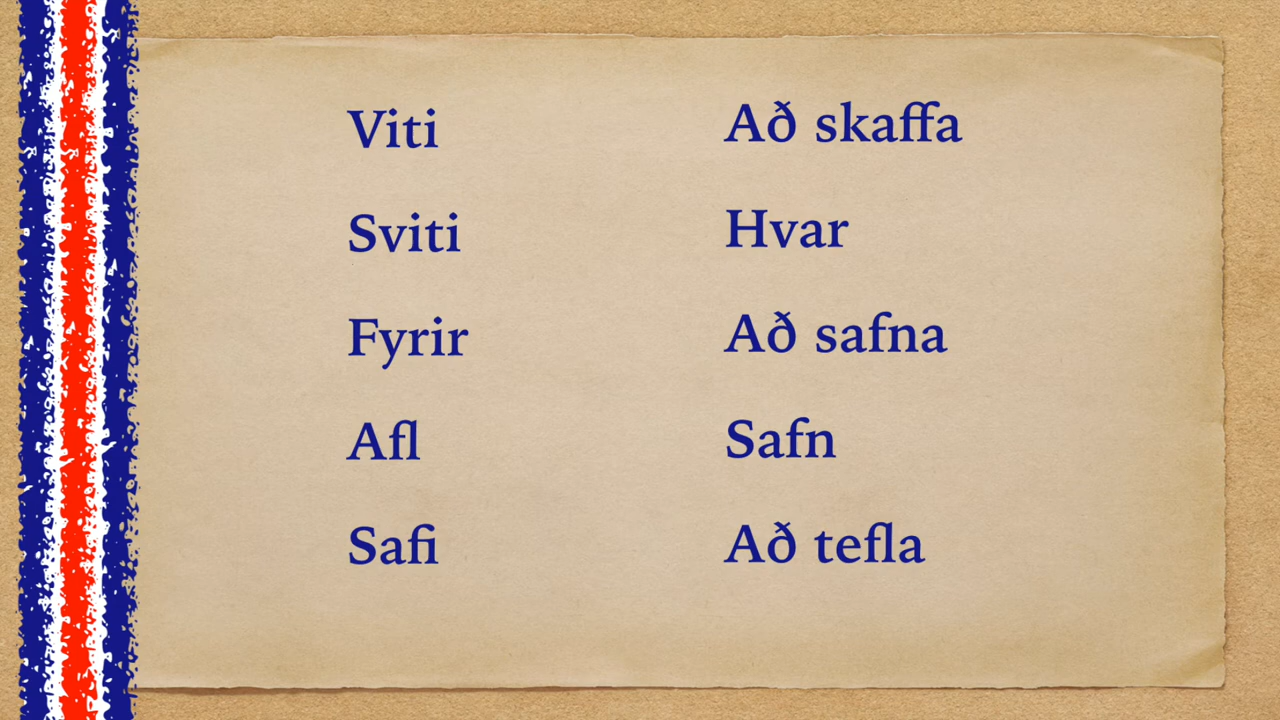 Viti
Sviti
Fyrir
Afl
Safi
Að skaffa
Hvar
Að safna
Safn
Að tefla